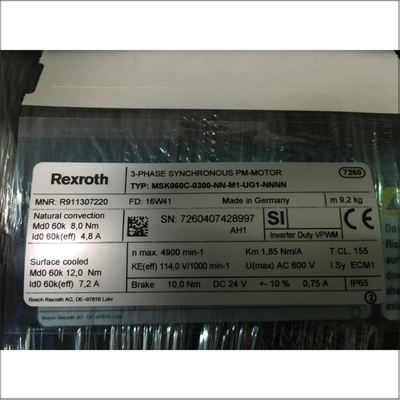 Rexroth
3-PHASE SYNCHRONOUS PM-MOTOR
7260
TYP: MSK060C-0300-NN-M1-UG1-NNNN
MNR: R911307220 FD: 16W41 Made in Germany m 9,2 kg
Natural convection
Md0 60k 8,0 Nm
Id0 60k(eff) 4,8 A
SN: 7260407428997
AH1
SI
Inverter Duty VPWM
Surface cooled
Md0 60k 12,0 Nm
Id0 60k(eff) 7,2 A
n max. 4900 min-1 Km 1,85 Nm/A T.CL. 155
KE(eff) 114,0 V/1000 min-1 U(max) AC 600 V I.Sy. ECM1
Brake 10,0 Nm DC 24 V +- 10 % 0,75 A IP65
Bosch Rexroth AG, DE-97816 Lohr
2